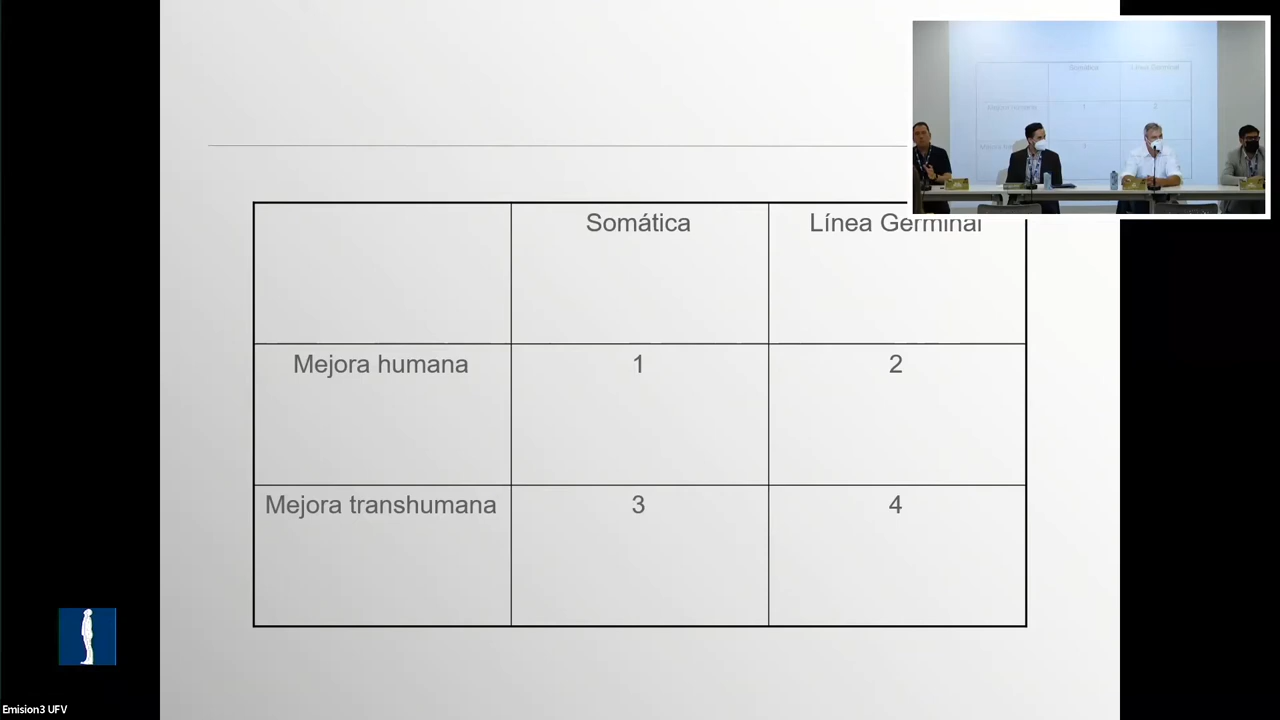 Somática Línea Germinal
Mejora humana 1 2
Mejora transhumana 3 4
Emision3 UFV